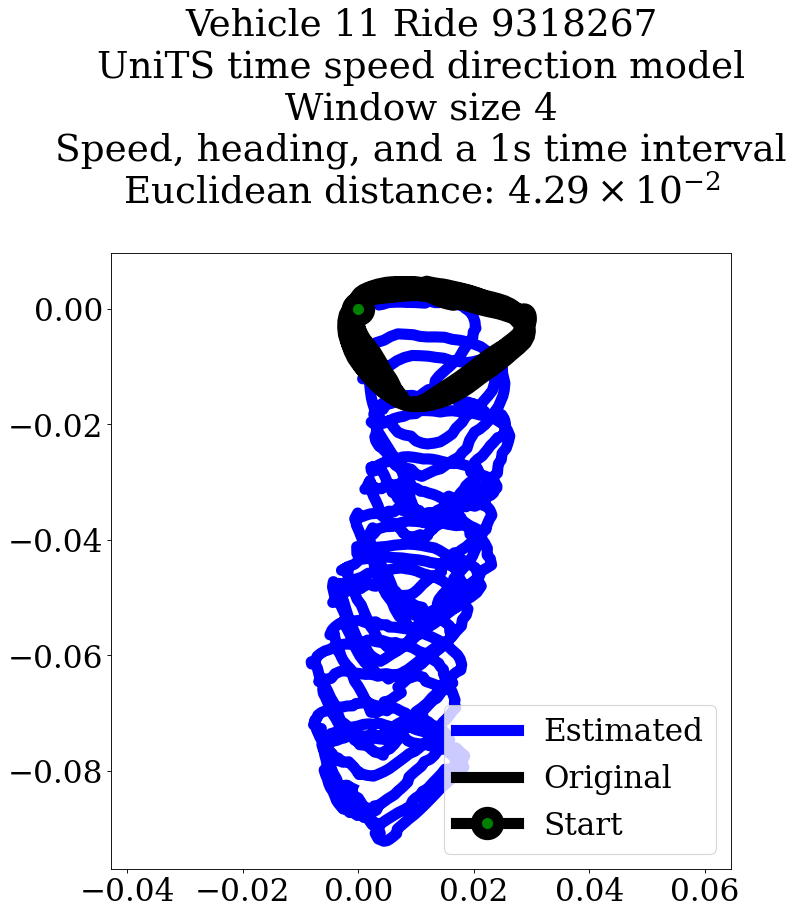 Vehicle 11 Ride 9318267
UniTS time speed direction model
Window size 4
Speed, heading, and a 1s time interval
Euclidean distance: 4.29 × 10⁻²
0.00
−0.02
−0.04
−0.06
−0.08
Estimated
Original
Start
−0.04 −0.02 0.00 0.02 0.04 0.06